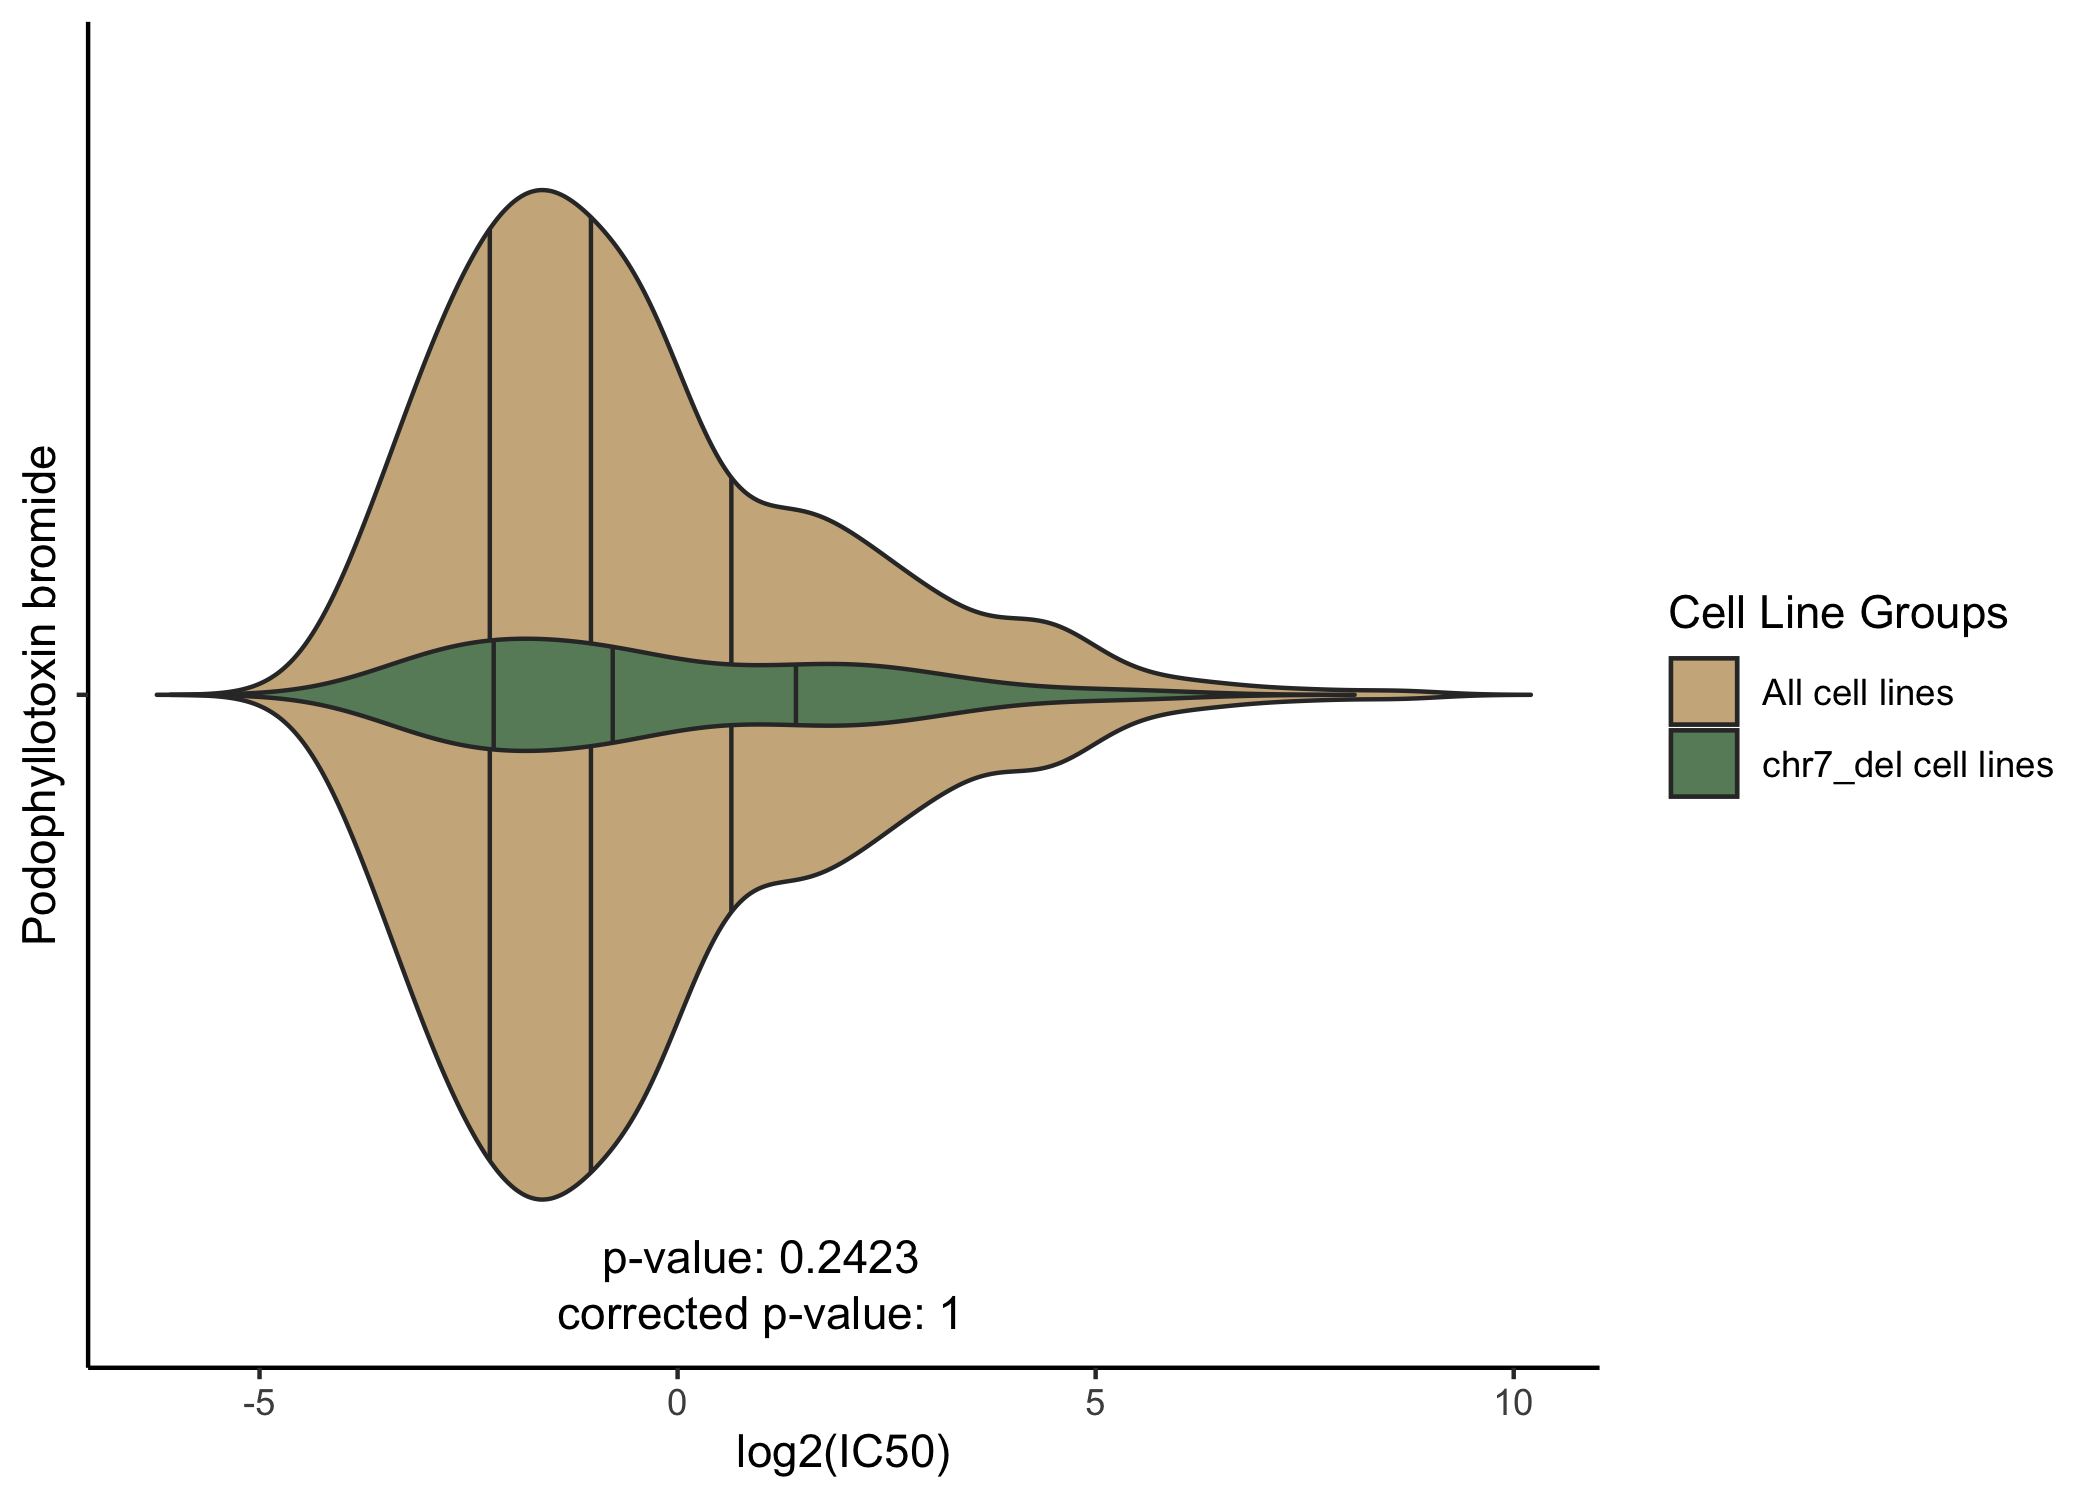 Podophyllotoxin bromide
p-value: 0.2423
corrected p-value: 1
-5
0
5
10
log2(IC50)
Cell Line Groups
All cell lines
chr7_del cell lines